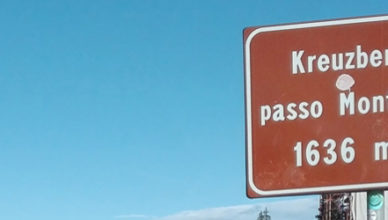 Kreuzber
passo Mont
1636 m